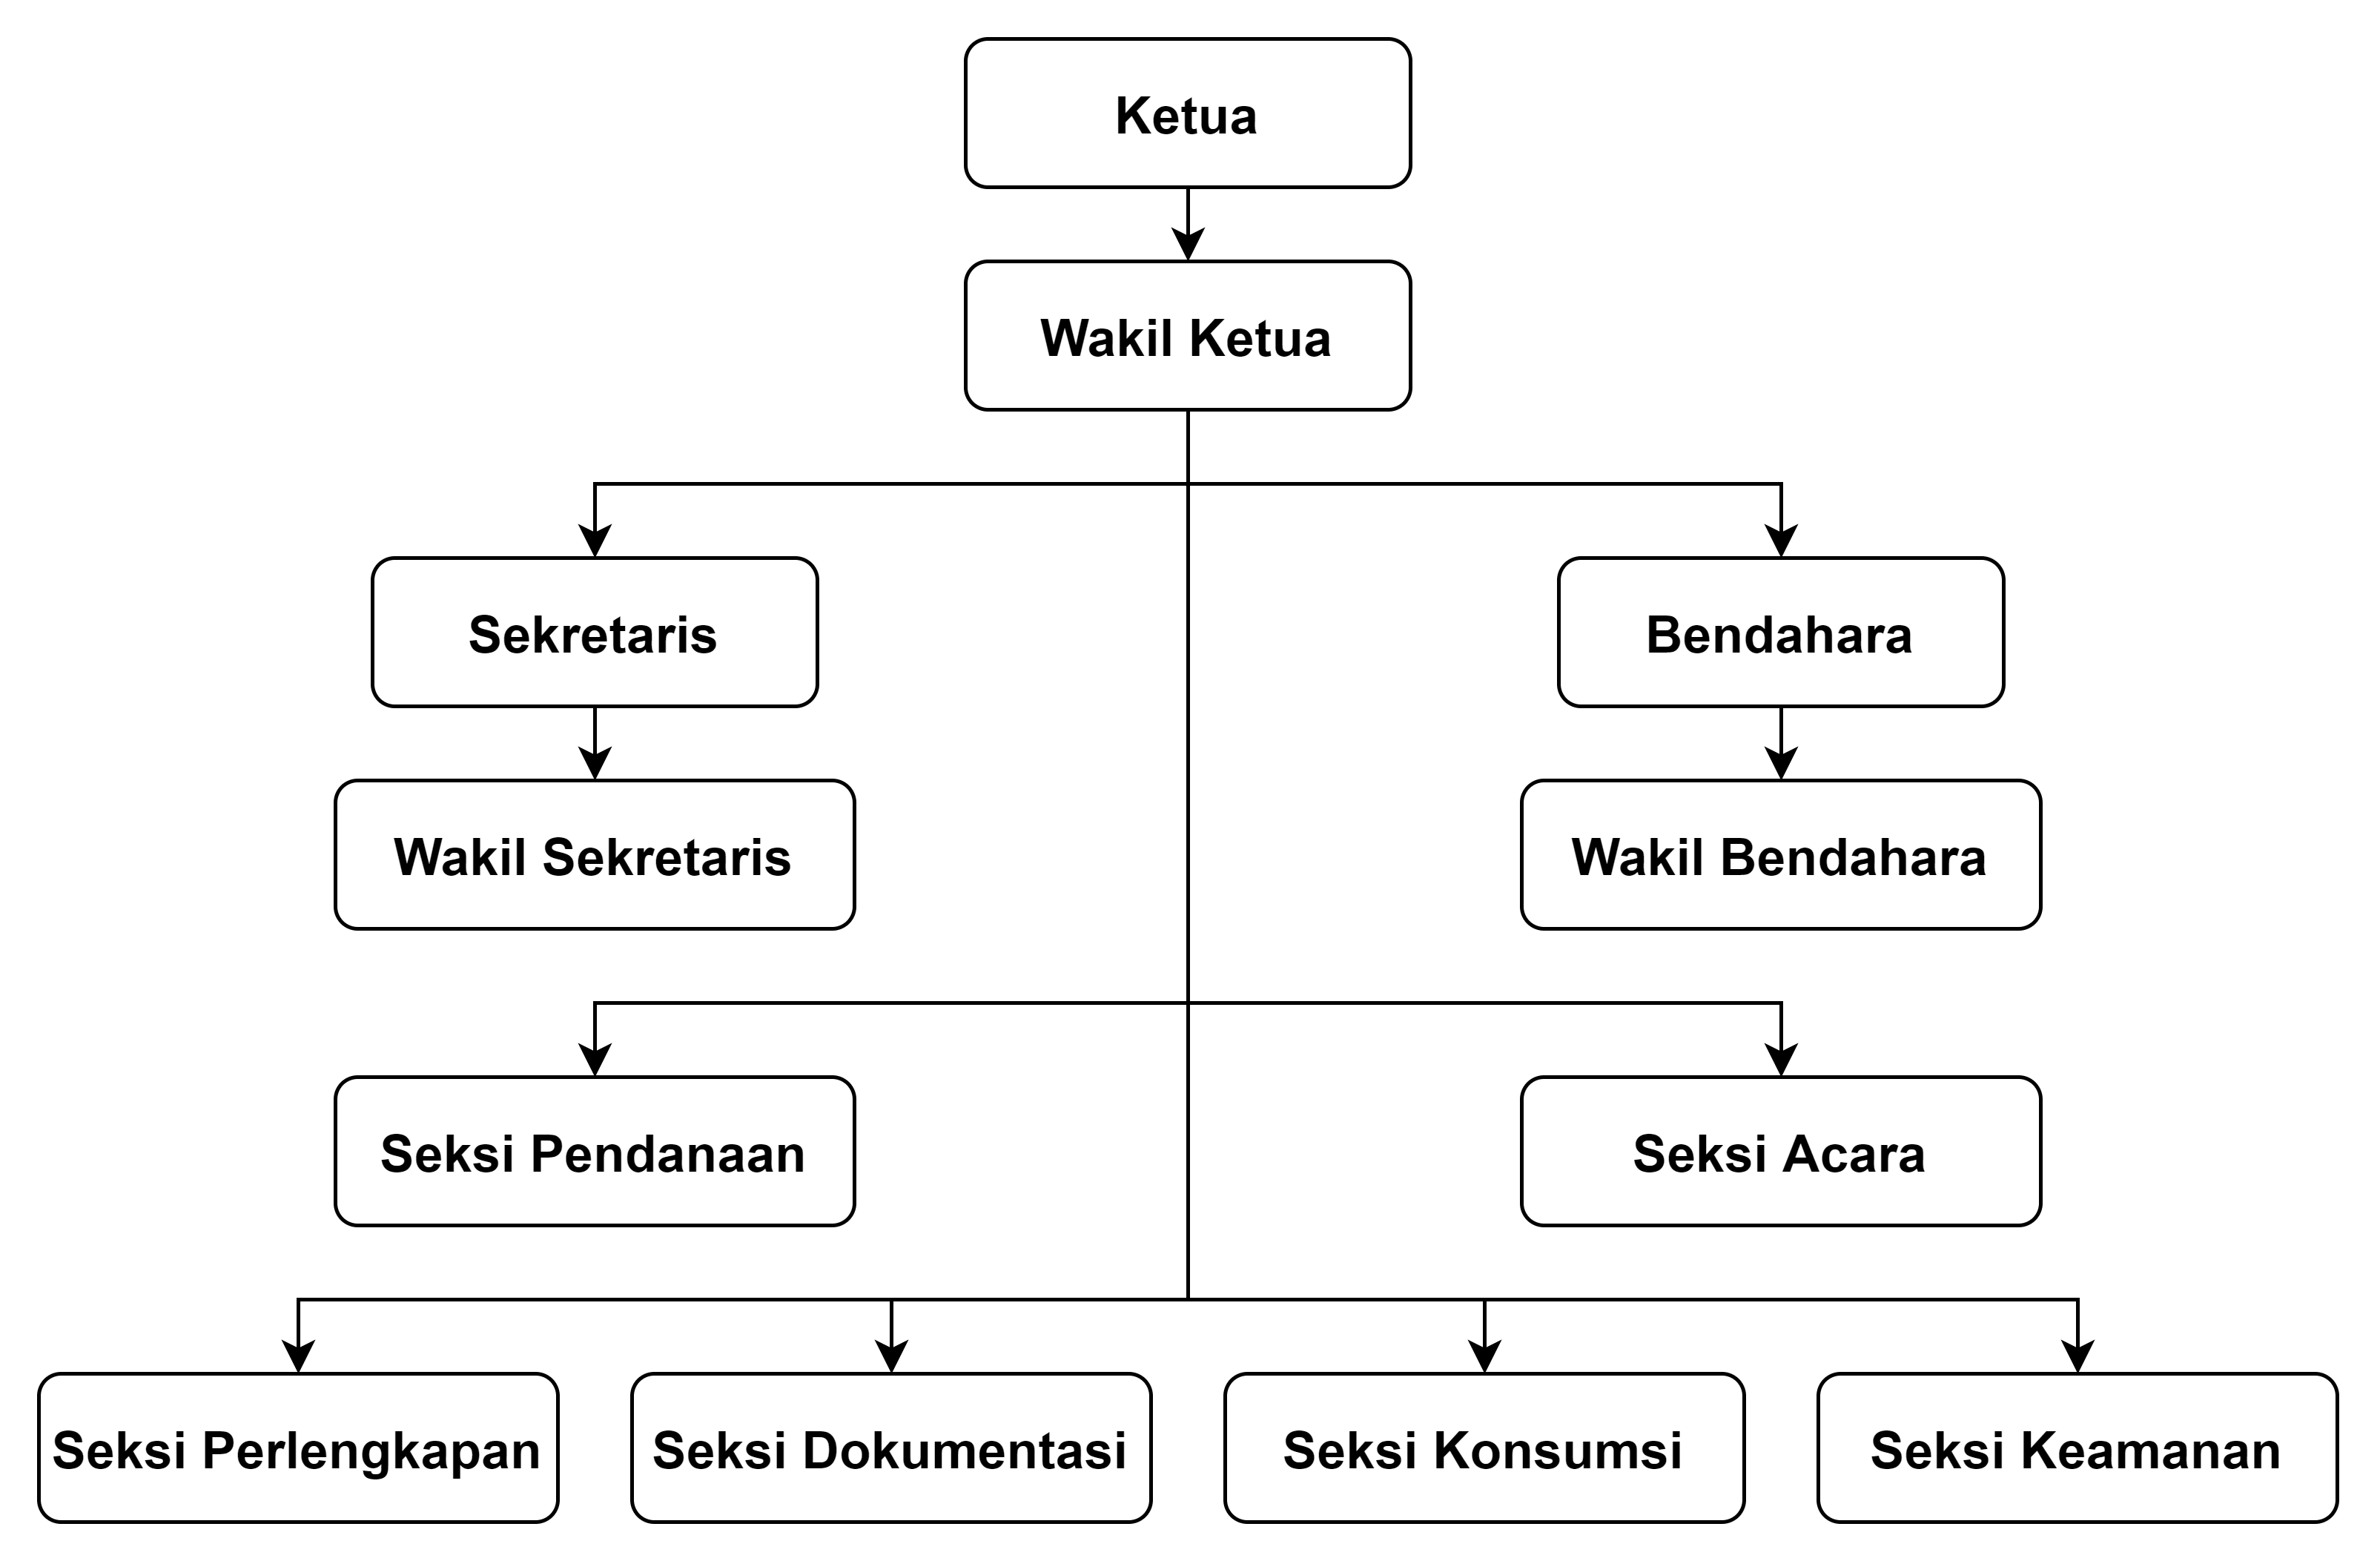 Ketua
Wakil Ketua
Sekretaris
Bendahara
Wakil Sekretaris
Wakil Bendahara
Seksi Pendanaan
Seksi Acara
Seksi Perlengkapan
Seksi Dokumentasi
Seksi Konsumsi
Seksi Keamanan